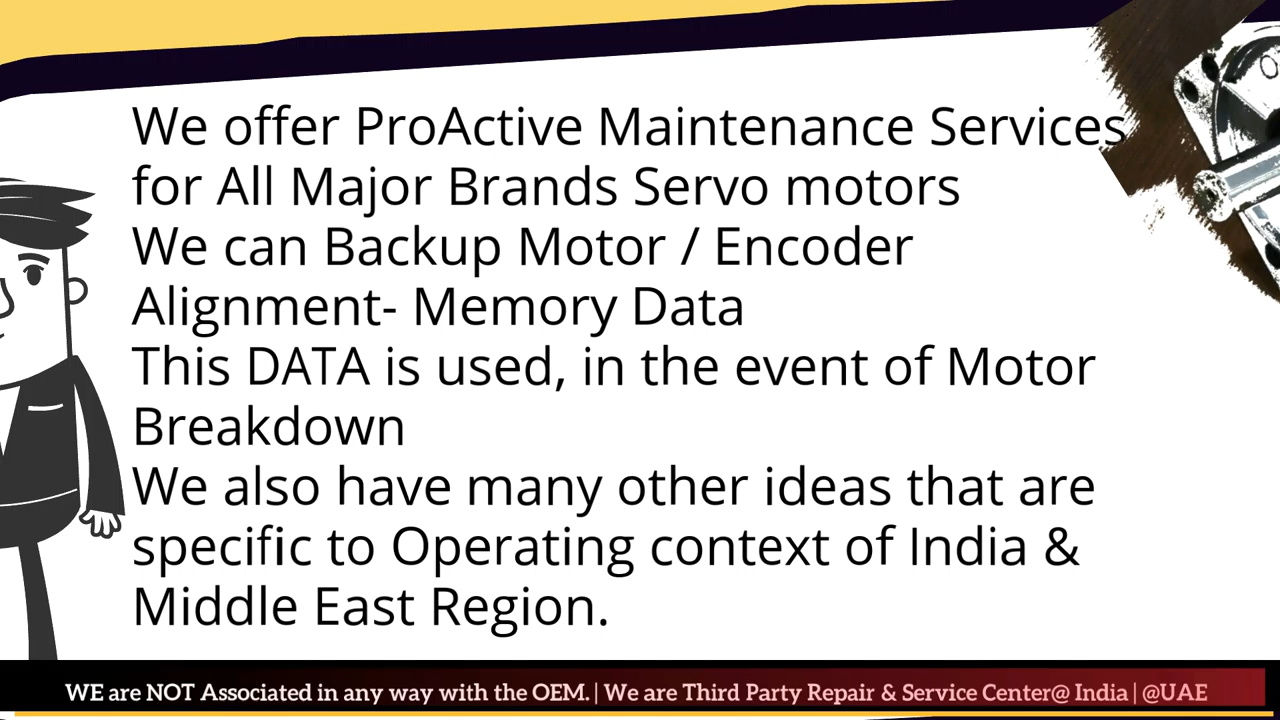 We offer ProActive Maintenance Services
for All Major Brands Servo motors
We can Backup Motor / Encoder
Alignment- Memory Data
This DATA is used, in the event of Motor
Breakdown
We also have many other ideas that are
specific to Operating context of India &
Middle East Region.
WE are NOT Associated in any way with the OEM. | We are Third Party Repair & Service Center@ India | @UAE